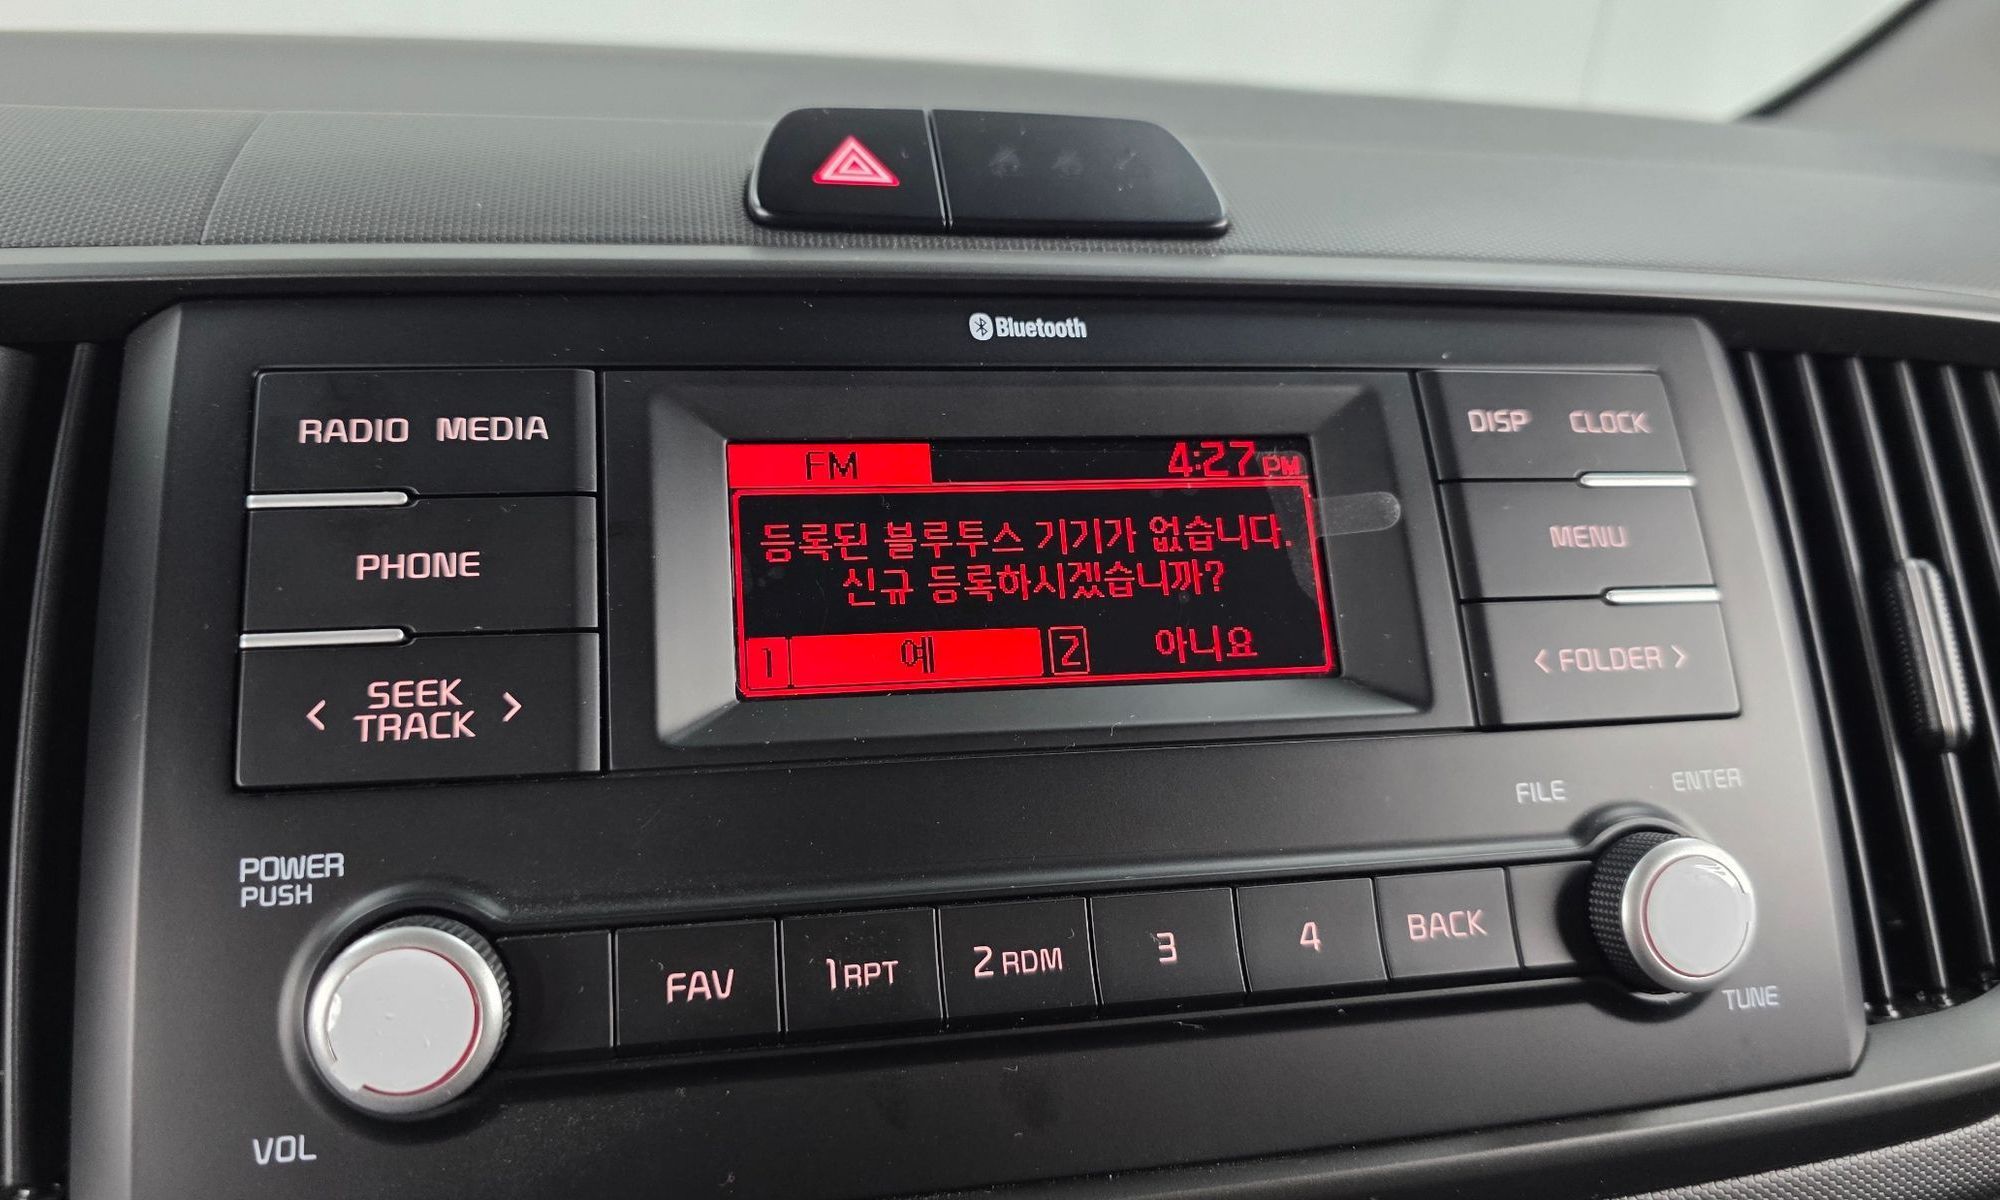 Bluetooth
RADIO MEDIA
DISP CLOCK
FM 4:27 PM
등록된 블루투스 기기가 없습니다.
신규 등록하시겠습니까?
1 예 2 아니요
PHONE
MENU
< SEEK TRACK >
< FOLDER >
FILE ENTER
POWER
PUSH
FAV 1 RPT 2 RDM 3 4 BACK
TUNE
VOL